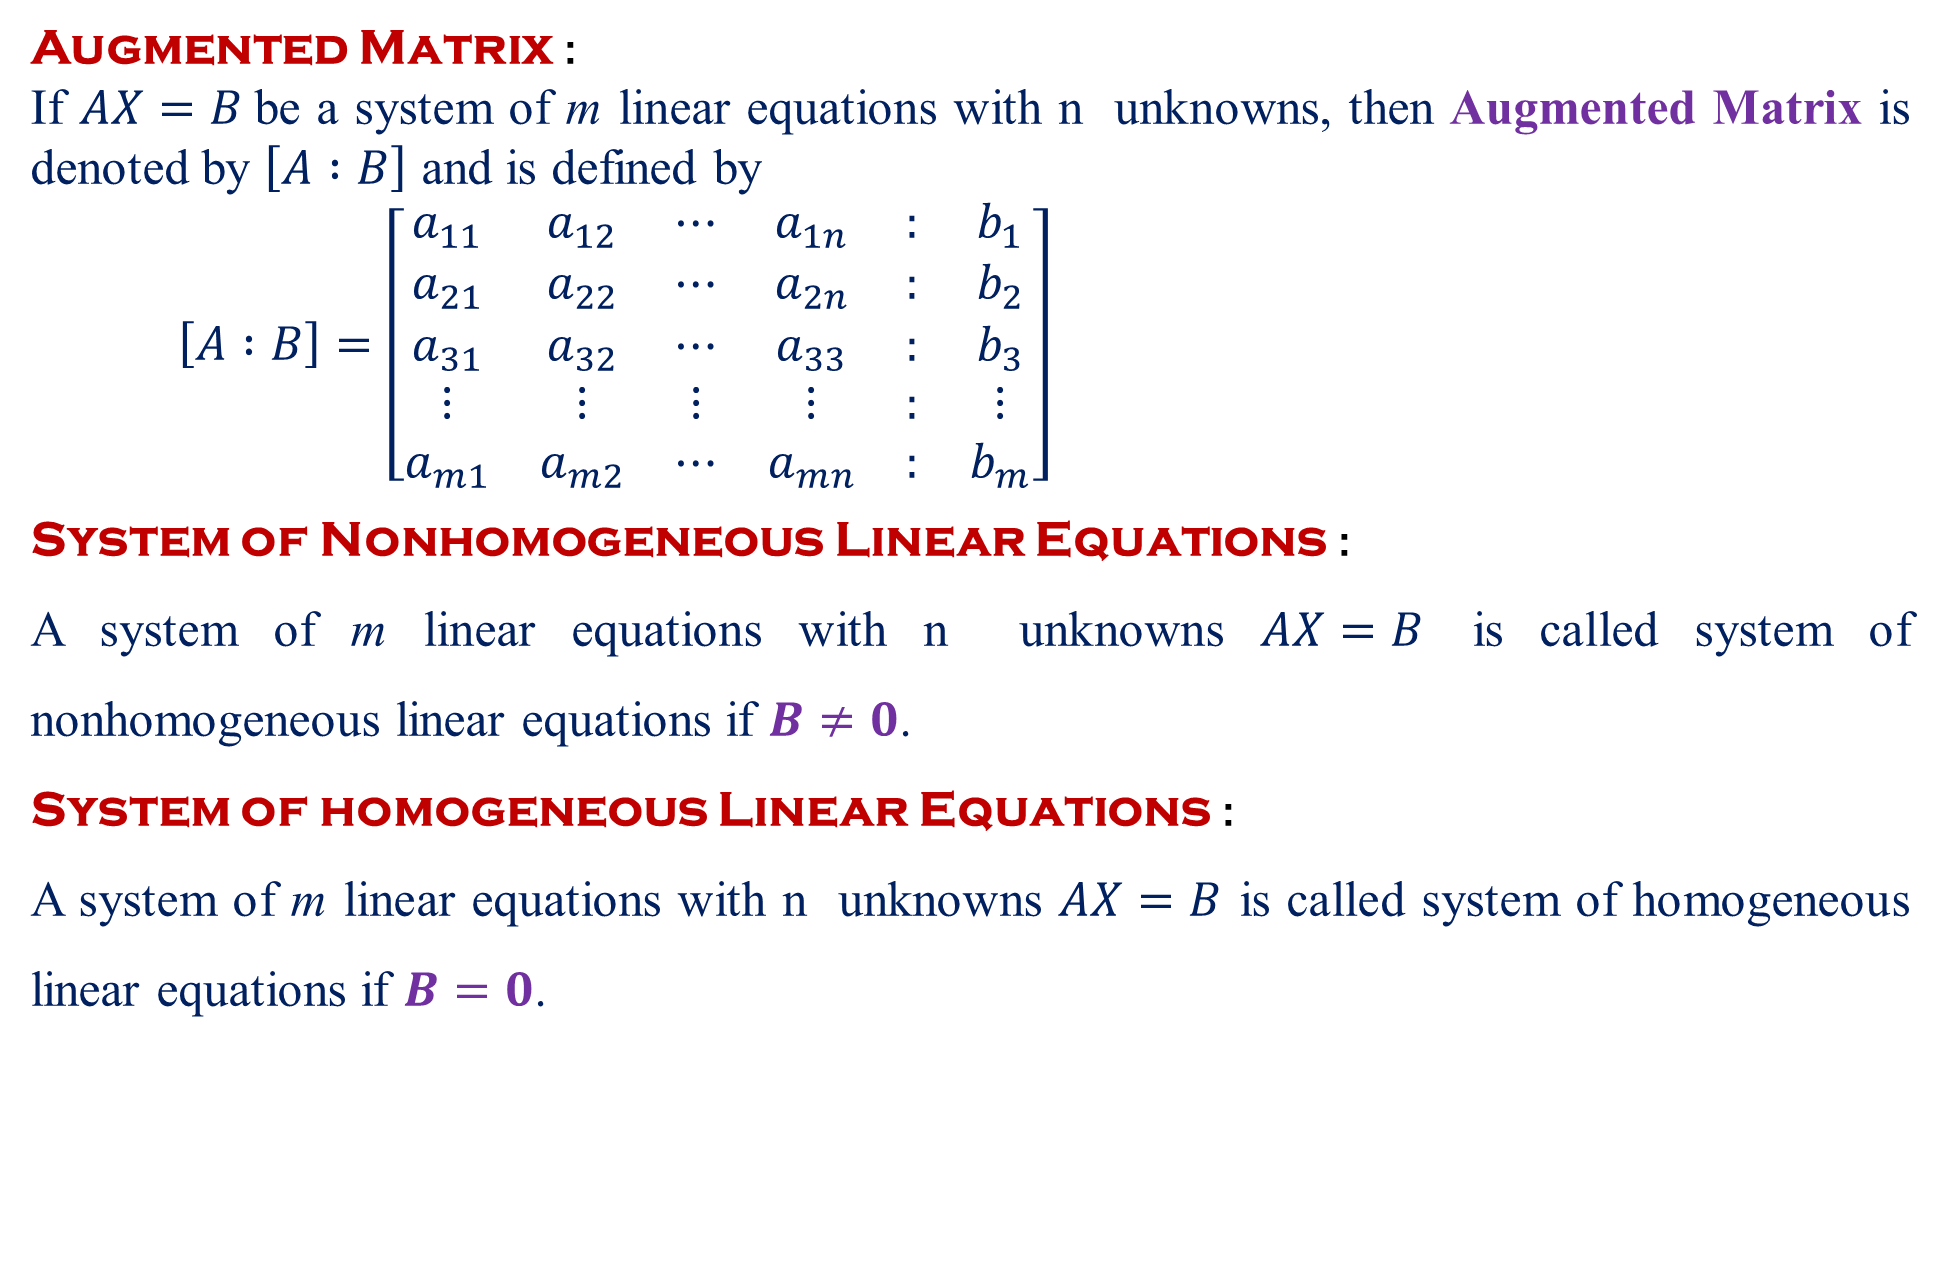 AUGMENTED MATRIX :
If AX = B be a system of m linear equations with n unknowns, then Augmented Matrix is
denoted by [A : B] and is defined by
a₁₁ a₁₂ ⋯ a₁ₙ : b₁
a₂₁ a₂₂ ⋯ a₂ₙ : b₂
[A : B] = a₃₁ a₃₂ ⋯ a₃₃ : b₃
⋮ ⋮ ⋮ ⋮ : ⋮
aₘ₁ aₘ₂ ⋯ aₘₙ : bₘ
SYSTEM OF NONHOMOGENEOUS LINEAR EQUATIONS :
A system of m linear equations with n unknowns AX = B is called system of
nonhomogeneous linear equations if B ≠ 0.
SYSTEM OF HOMOGENEOUS LINEAR EQUATIONS :
A system of m linear equations with n unknowns AX = B is called system of homogeneous
linear equations if B = 0.